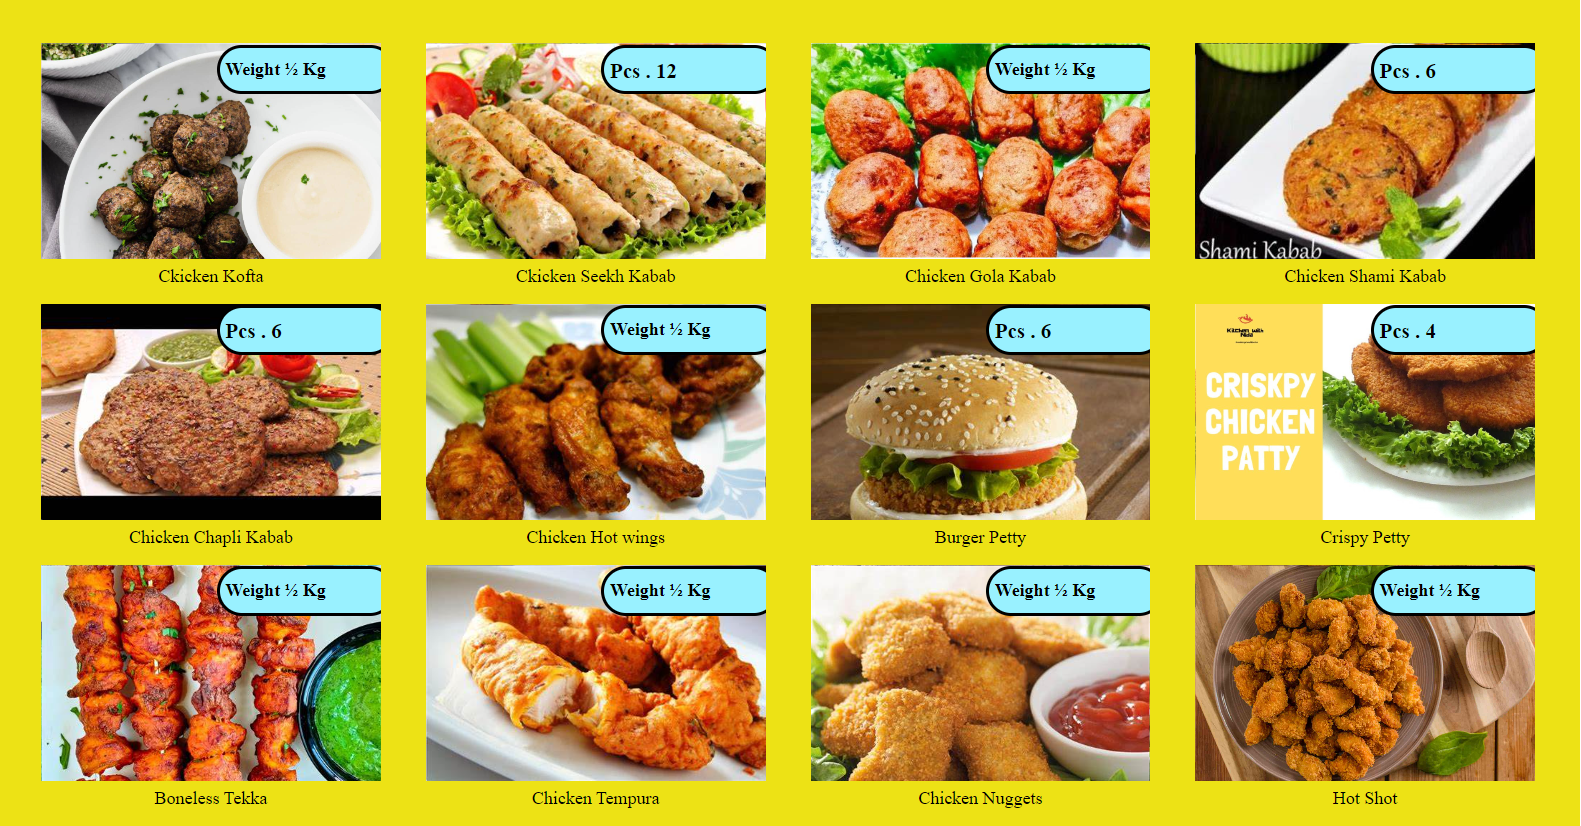 Weight ½ Kg
Pcs . 12
Weight ½ Kg
Pcs . 6
Shami Kabab
Ckicken Kofta
Ckicken Seekh Kabab
Chicken Gola Kabab
Chicken Shami Kabab
Pcs . 6
Weight ½ Kg
Pcs . 6
Pcs . 4
Kitchen with
CRISKPY
CHICKEN
PATTY
Chicken Chapli Kabab
Chicken Hot wings
Burger Petty
Crispy Petty
Weight ½ Kg
Weight ½ Kg
Weight ½ Kg
Weight ½ Kg
Boneless Tekka
Chicken Tempura
Chicken Nuggets
Hot Shot